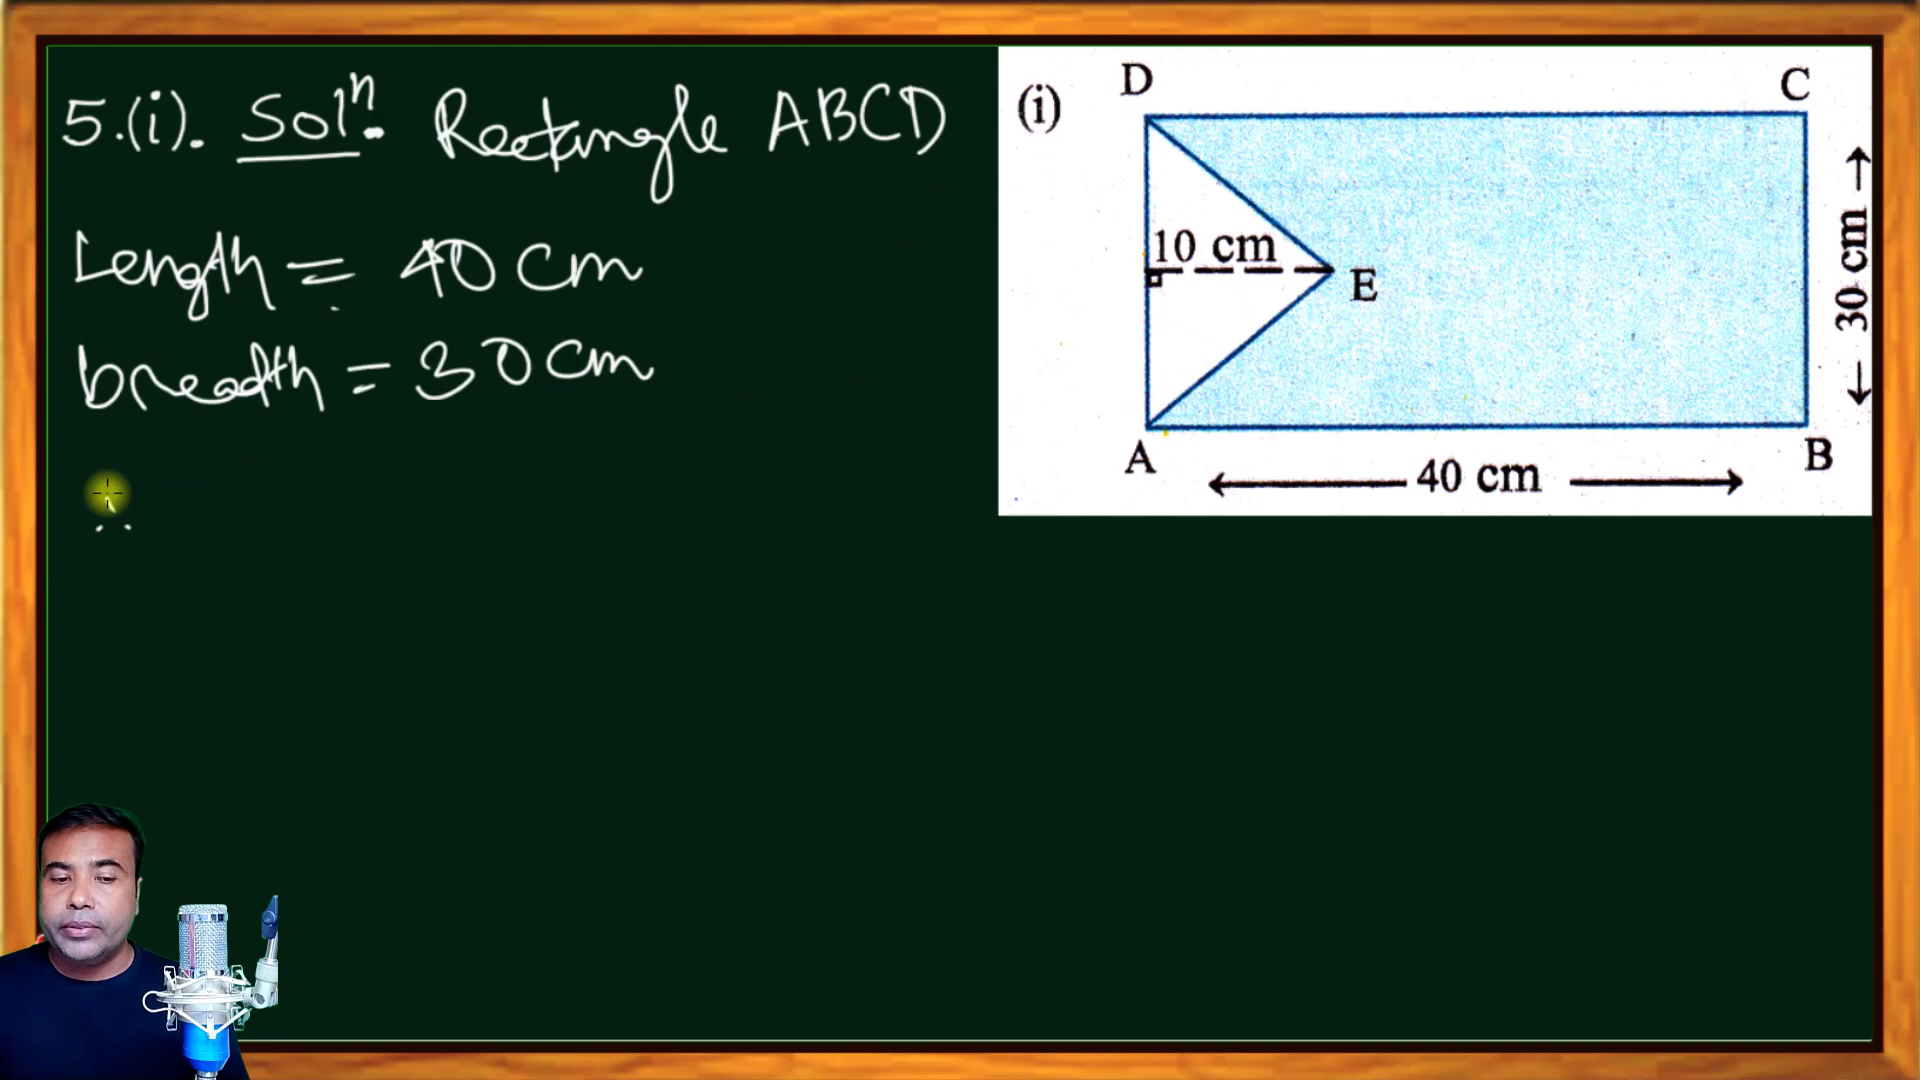 5.(i). Solⁿ. Rectangle ABCD
Length = 40 cm
breadth = 30 cm
∴
(i)
D
C
10 cm
E
30 cm
A
B
40 cm